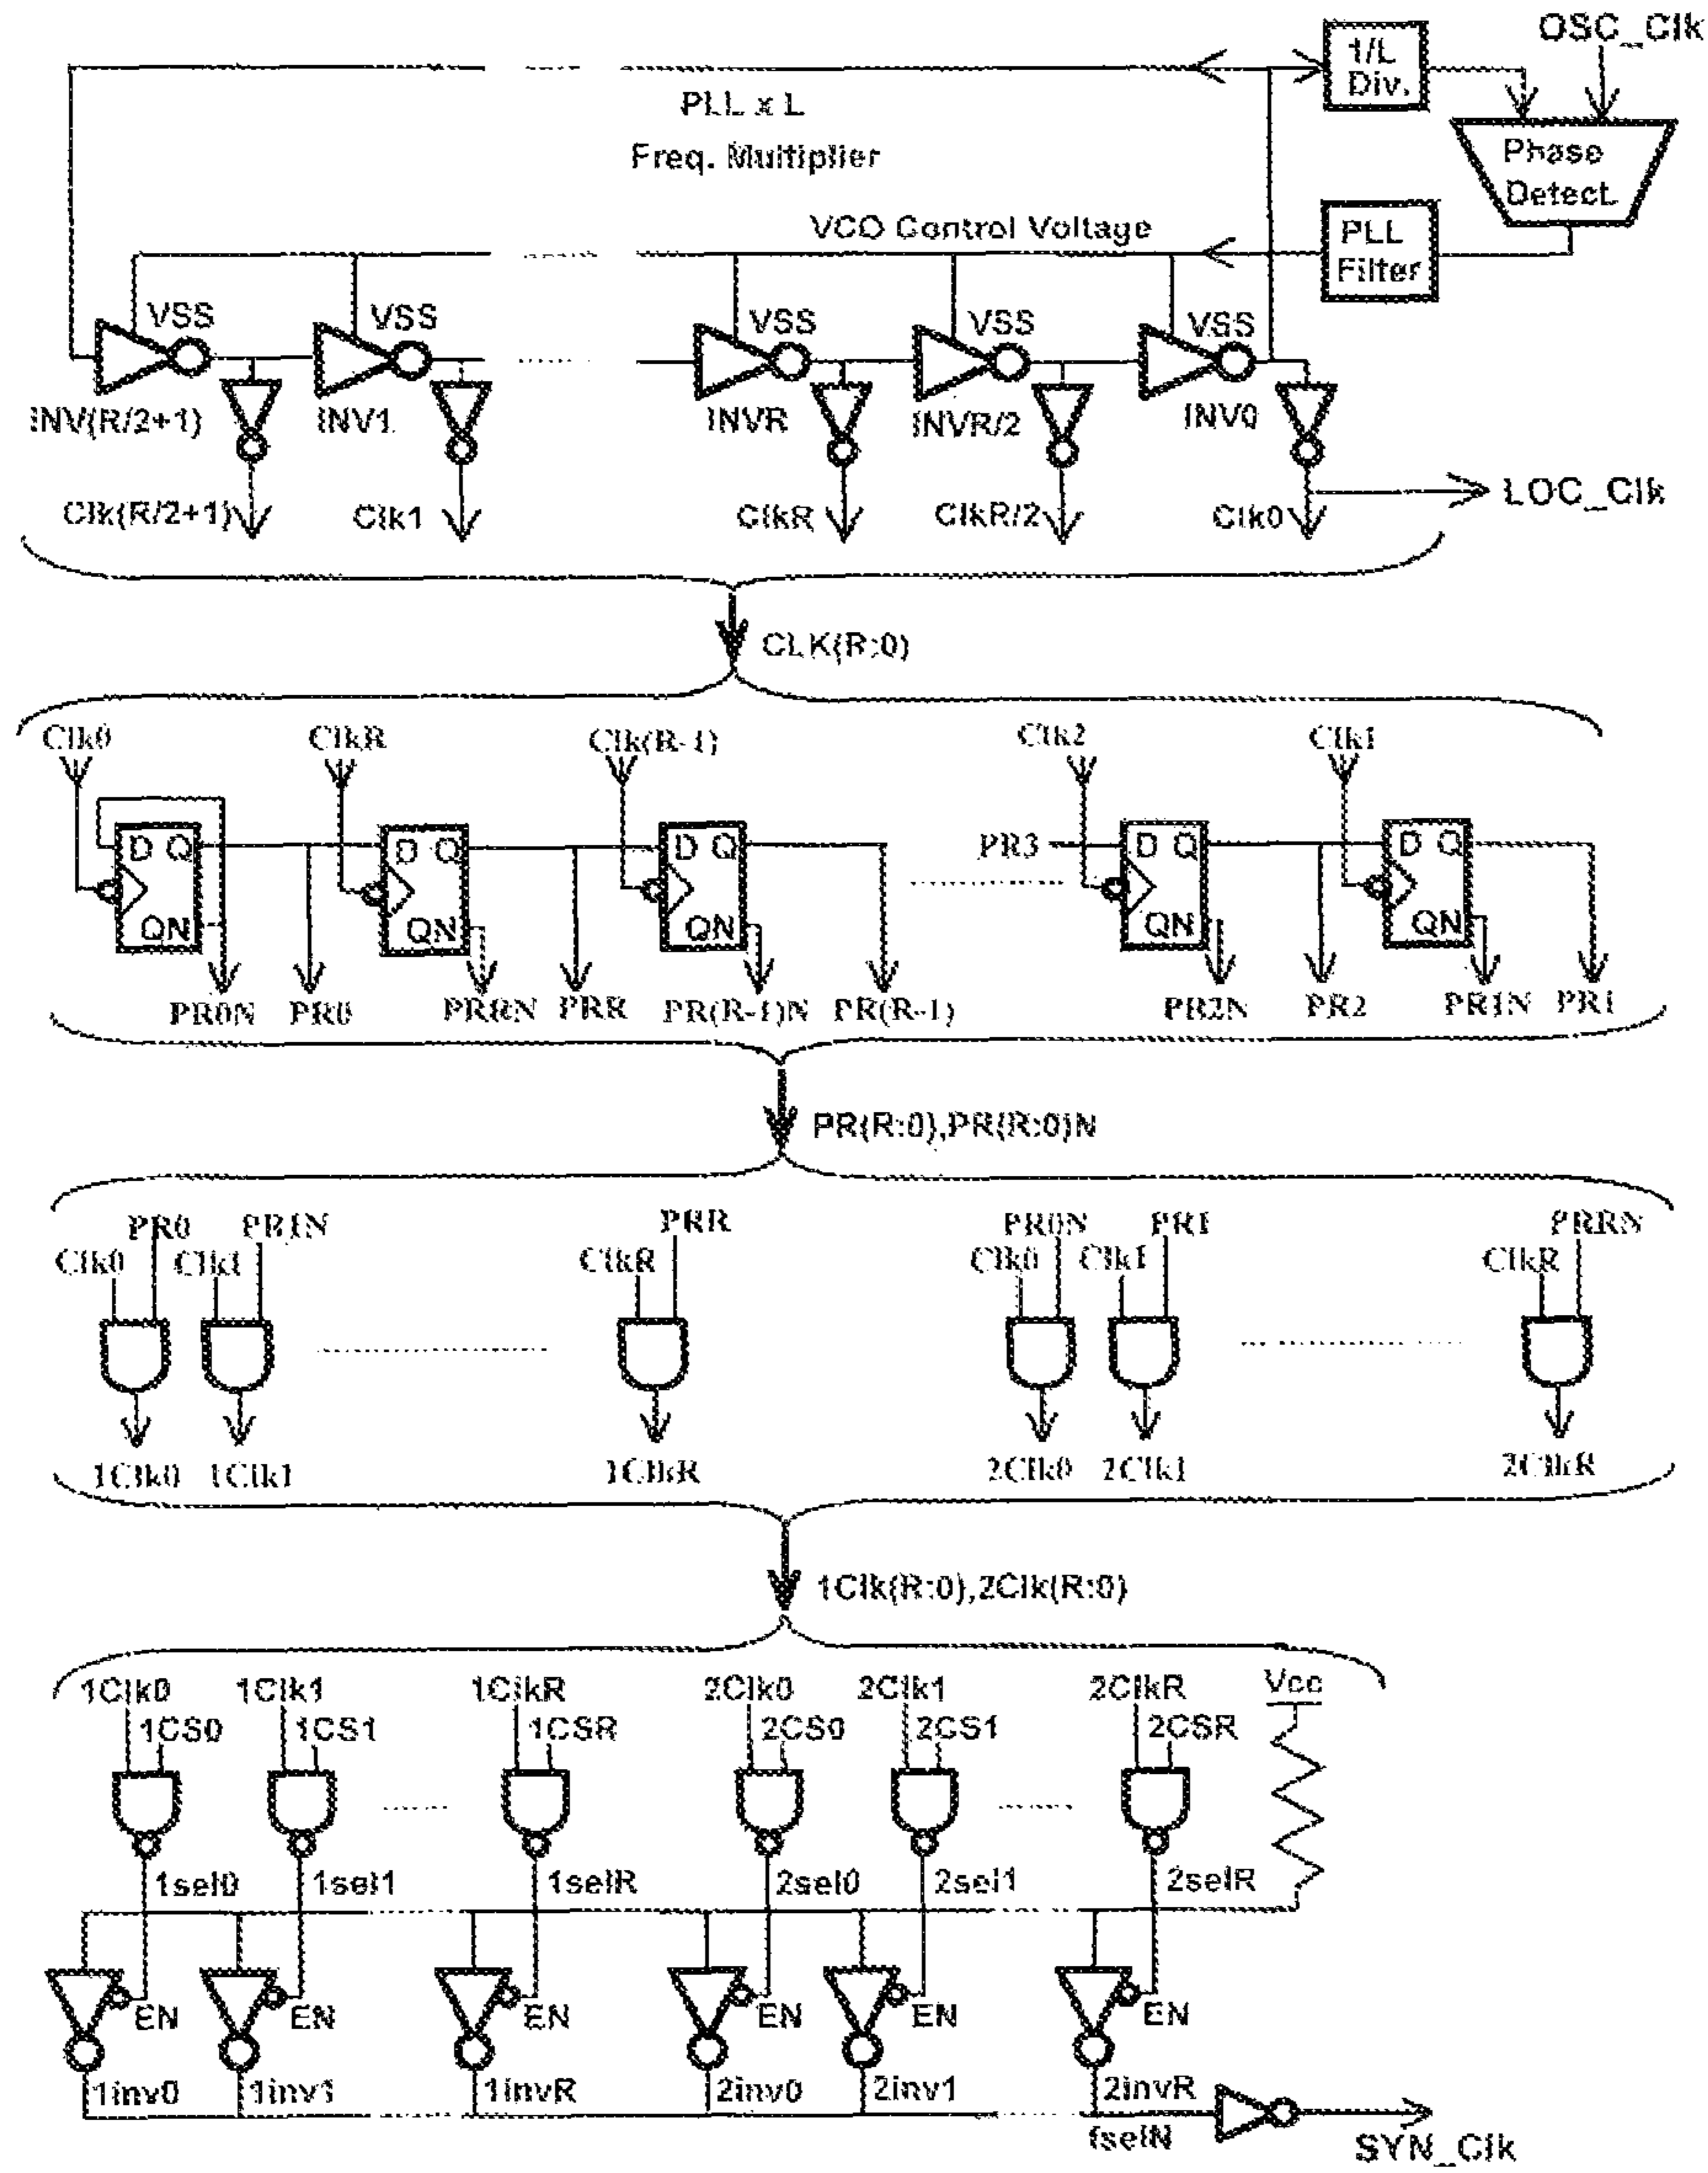 OSC_Clk
1/L
Div.
PLL x L
Freq. Multiplier
Phase
Detect.
VCO Control Voltage
PLL
Filter
VSS VSS VSS VSS VSS
INV(R/2+1) INV1 INVR INVR/2 INV0
Clk(R/2+1) Clk1 ClkR ClkR/2 Clk0 LOC_Clk
CLK(R:0)
Clk0 ClkR Clk(R-1) Clk2 Clk1
D Q D Q D Q PR3 D Q D Q
QN QN QN QN QN
PR0N PR0 PRRN PRR PR(R-1)N PR(R-1) PR2N PR2 PR1N PR1
PR(R:0),PR(R:0)N
PR0 PR1N PRR PR0N PR1 PRRN
Clk0 Clk1 ClkR Clk0 Clk1 ClkR
1Clk0 1Clk1 1ClkR 2Clk0 2Clk1 2ClkR
1Clk(R:0),2Clk(R:0)
1Clk0 1Clk1 1ClkR 2Clk0 2Clk1 2ClkR Vcc
1CS0 1CS1 1CSR 2CS0 2CS1 2CSR
1sel0 1sel1 1selR 2sel0 2sel1 2selR
EN EN EN EN EN EN
1inv0 1inv1 1invR 2inv0 2inv1 2invR
fselN SYN_Clk